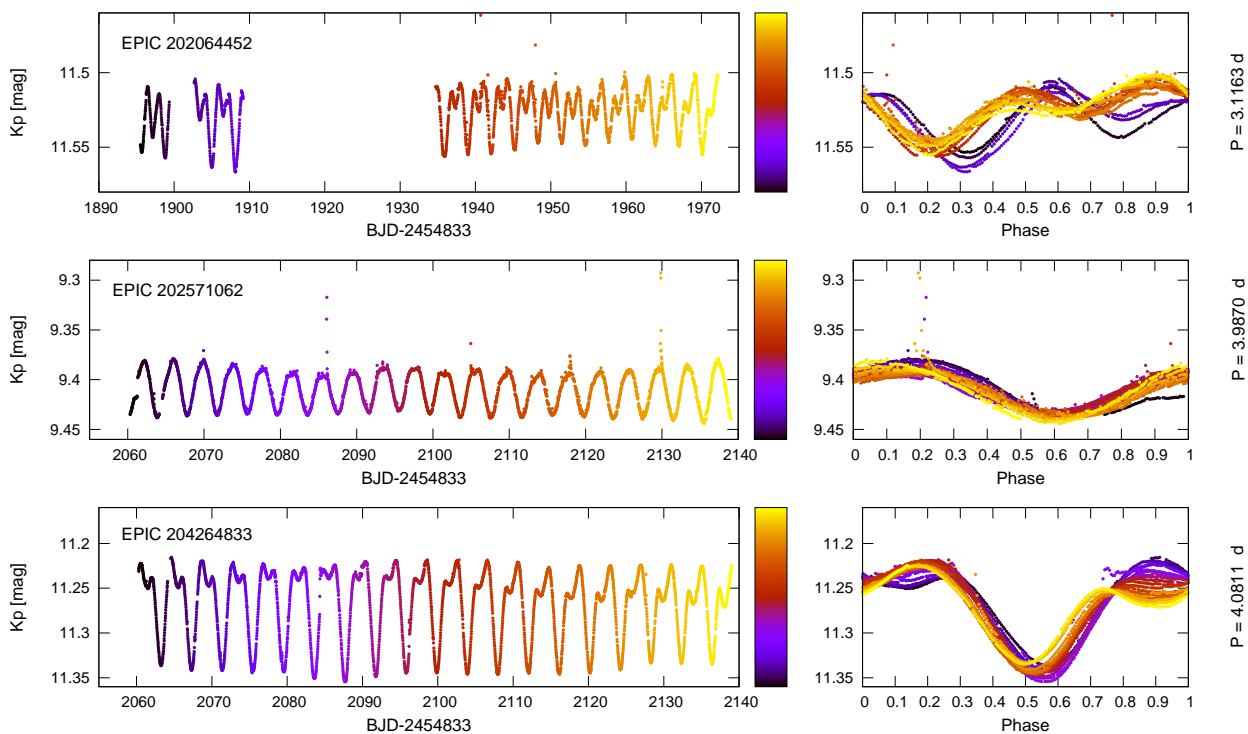 EPIC 202064452
Kp [mag]
11.5
11.55
1890 1900 1910 1920 1930 1940 1950 1960 1970
BJD-2454833
11.5
11.55
0.1 0.2 0.3 0.4 0.5 0.6 0.7 0.8 0.9 1
Phase
P = 3.1163 d
EPIC 202571062
Kp [mag]
9.3
9.35
9.4
9.45
2060 2070 2080 2090 2100 2110 2120 2130 2140
BJD-2454833
9.3
9.35
9.4
9.45
0.1 0.2 0.3 0.4 0.5 0.6 0.7 0.8 0.9 1
Phase
P = 3.9870 d
EPIC 204264833
Kp [mag]
11.2
11.25
11.3
11.35
2060 2070 2080 2090 2100 2110 2120 2130 2140
BJD-2454833
11.2
11.25
11.3
11.35
0 0.1 0.2 0.3 0.4 0.5 0.6 0.7 0.8 0.9 1
Phase
P = 4.0811 d